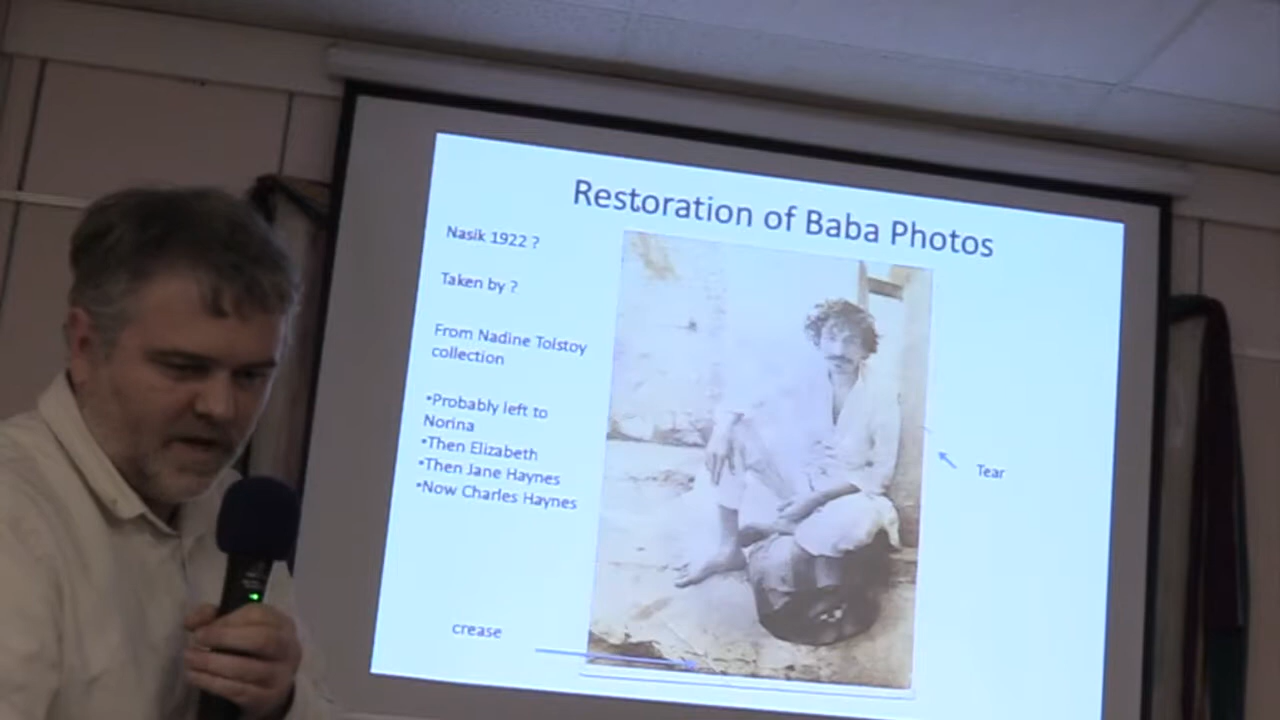 Restoration of Baba Photos
Nasik 1922 ?
Taken by ?
From Nadine Tolstoy
collection
•Probably left to
Norina
•Then Elizabeth
•Then Jane Haynes
•Now Charles Haynes
Tear
crease